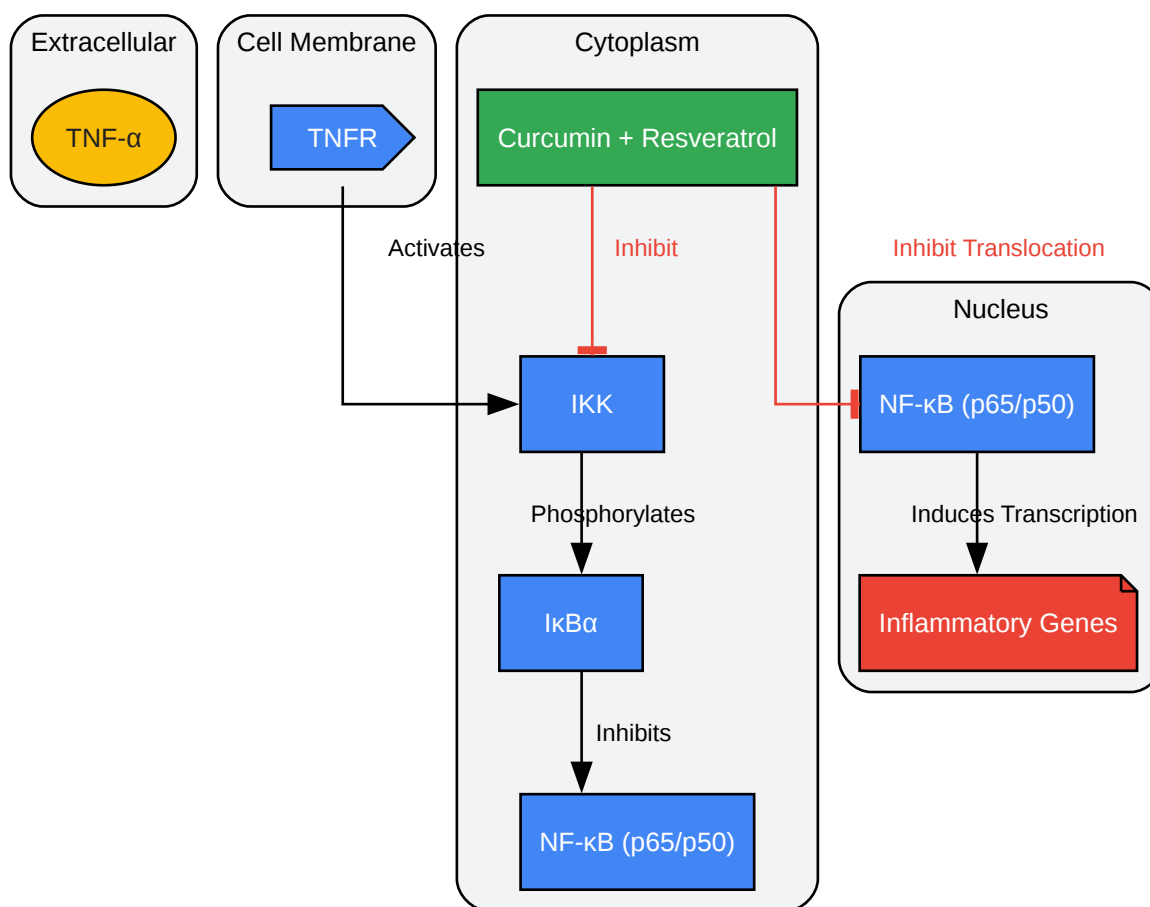 Extracellular
Cell Membrane
Cytoplasm
TNF-α
TNFR
Curcumin + Resveratrol
Activates
Inhibit
Inhibit Translocation
Nucleus
IKK
NF-κB (p65/p50)
Phosphorylates
Induces Transcription
IκBα
Inflammatory Genes
Inhibits
NF-κB (p65/p50)